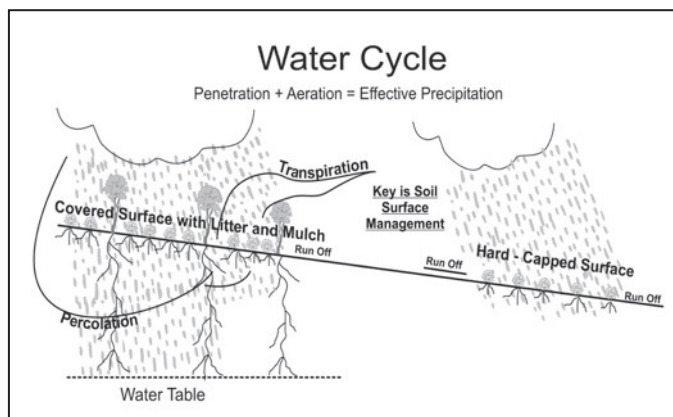 Water Cycle
Penetration + Aeration = Effective Precipitation
Transpiration
Key is Soil
Surface
Management
Covered Surface with Litter and Mulch
Run Off
Run Off
Hard - Capped Surface
Run Off
Percolation
Water Table